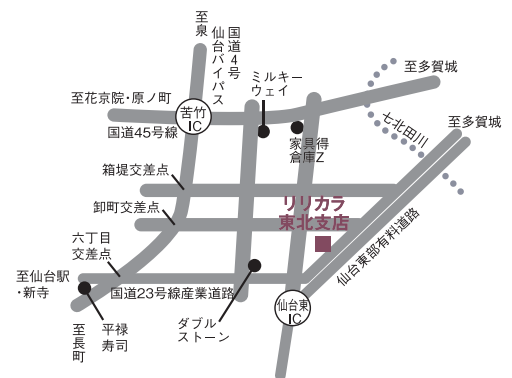 至泉
国道4号
仙台バイパス
ミルキー
ウェイ
至多賀城
至花京院・原ノ町
苦竹
IC
国道45号線
家具得
倉庫Z
七北田川
至多賀城
箱堤交差点
卸町交差点
リリカラ
東北支店
六丁目
交差点
仙台東部有料道路
至仙台駅
・新寺
国道23号線産業道路
仙台東
IC
至長町
平禄
寿司
ダブル
ストーン